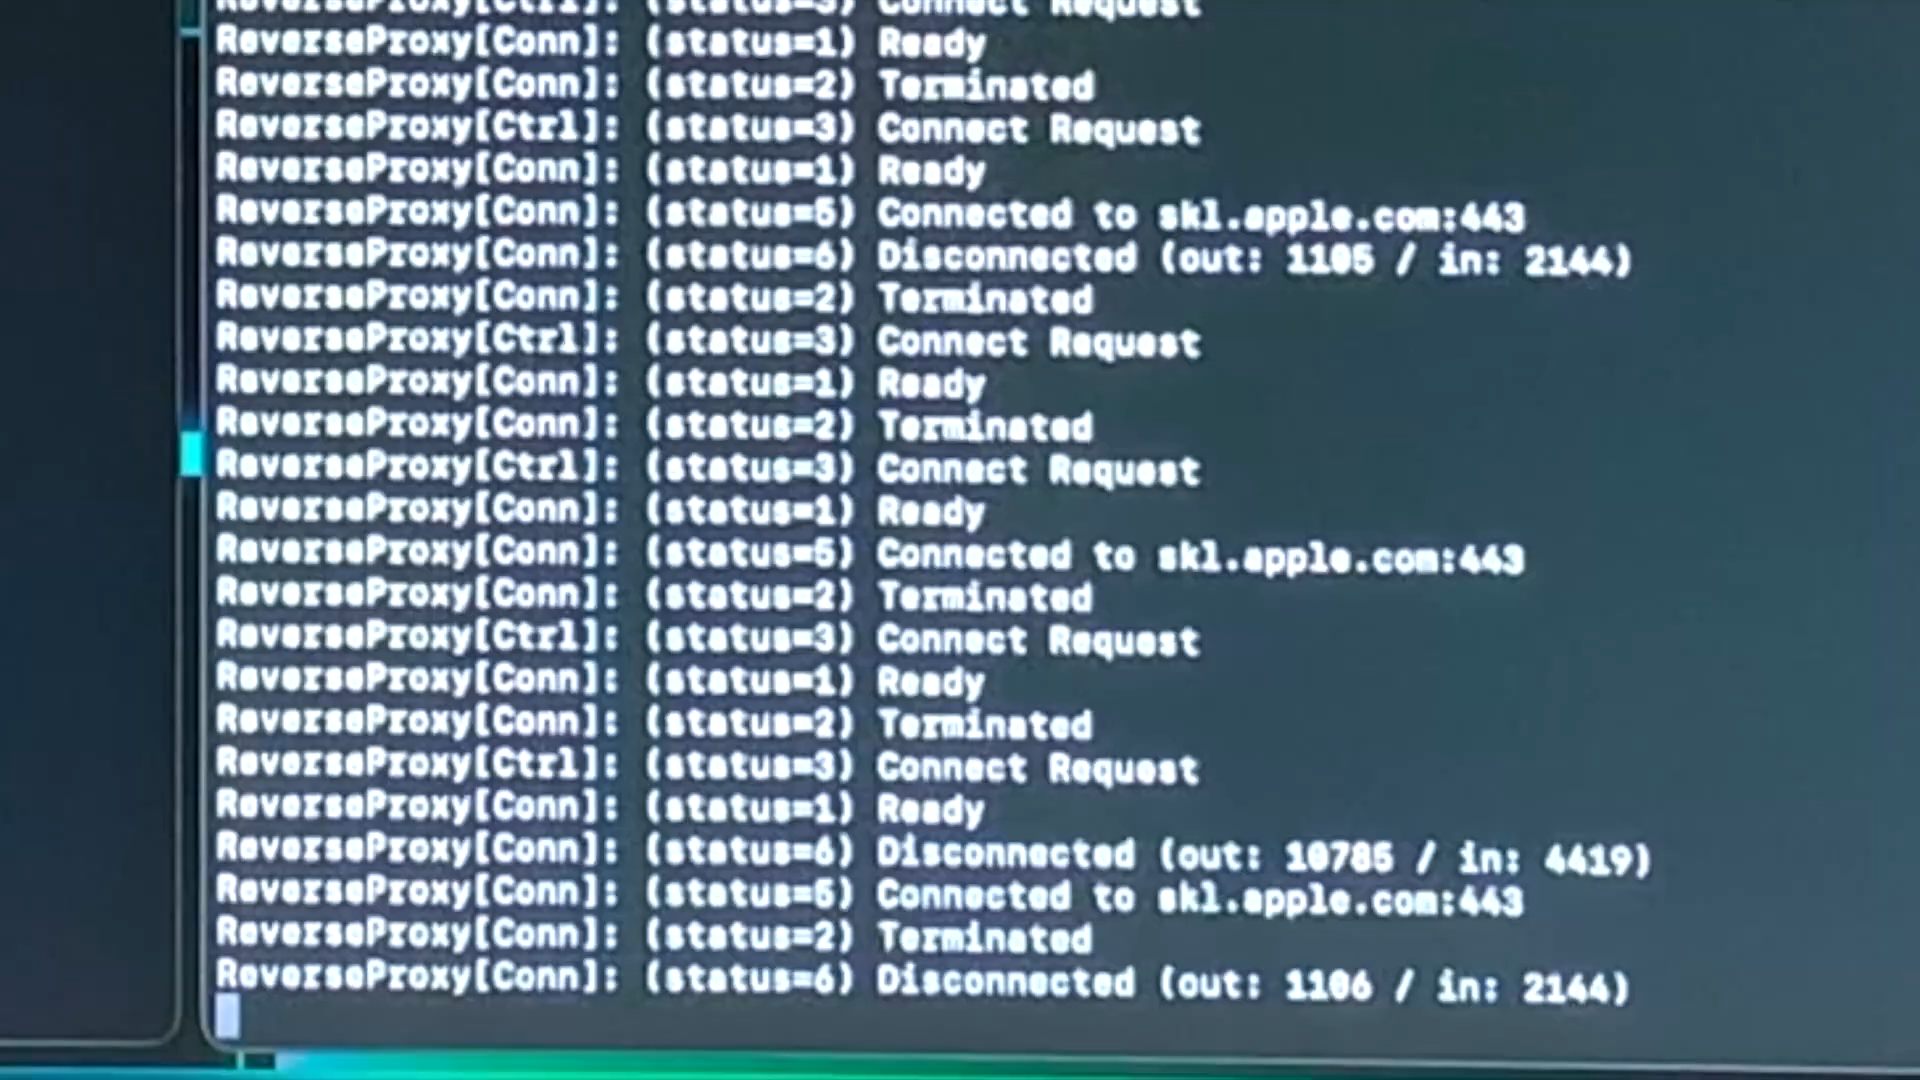 ReverseProxy[Ctrl]: (status=3) Connect Request
ReverseProxy[Conn]: (status=1) Ready
ReverseProxy[Conn]: (status=2) Terminated
ReverseProxy[Ctrl]: (status=3) Connect Request
ReverseProxy[Conn]: (status=1) Ready
ReverseProxy[Conn]: (status=5) Connected to skl.apple.com:443
ReverseProxy[Conn]: (status=6) Disconnected (out: 1105 / in: 2144)
ReverseProxy[Conn]: (status=2) Terminated
ReverseProxy[Ctrl]: (status=3) Connect Request
ReverseProxy[Conn]: (status=1) Ready
ReverseProxy[Conn]: (status=2) Terminated
ReverseProxy[Ctrl]: (status=3) Connect Request
ReverseProxy[Conn]: (status=1) Ready
ReverseProxy[Conn]: (status=5) Connected to skl.apple.com:443
ReverseProxy[Conn]: (status=2) Terminated
ReverseProxy[Ctrl]: (status=3) Connect Request
ReverseProxy[Conn]: (status=1) Ready
ReverseProxy[Conn]: (status=2) Terminated
ReverseProxy[Ctrl]: (status=3) Connect Request
ReverseProxy[Conn]: (status=1) Ready
ReverseProxy[Conn]: (status=6) Disconnected (out: 10785 / in: 4419)
ReverseProxy[Conn]: (status=5) Connected to skl.apple.com:443
ReverseProxy[Conn]: (status=2) Terminated
ReverseProxy[Conn]: (status=6) Disconnected (out: 1106 / in: 2144)